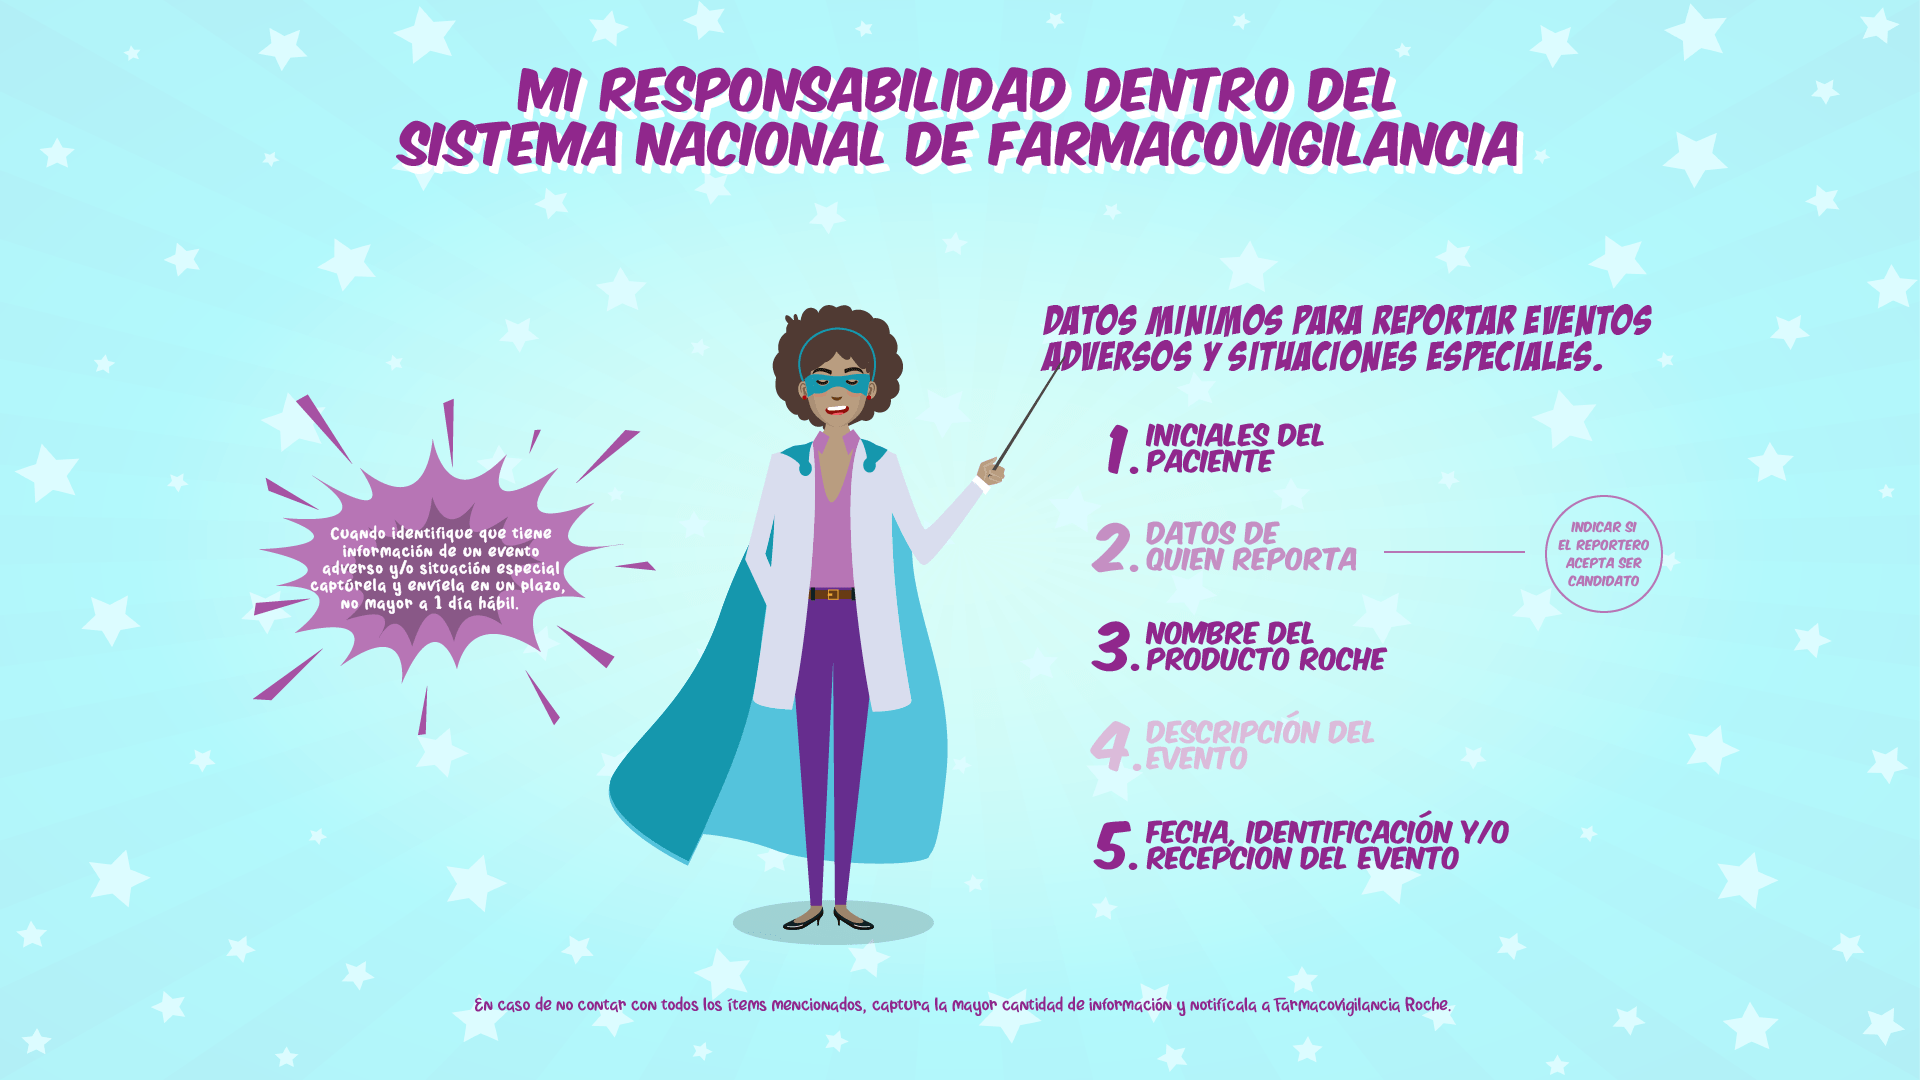 MI RESPONSABILIDAD DENTRO DEL
SISTEMA NACIONAL DE FARMACOVIGILANCIA
DATOS MINIMOS PARA REPORTAR EVENTOS
ADVERSOS Y SITUACIONES ESPECIALES.
Cuando identifique que tiene
información de un evento
adverso y/o situación especial
captúrela y envíela en un plazo,
no mayor a 1 día hábil.
1. INICIALES DEL
PACIENTE
2. DATOS DE
QUIEN REPORTA
INDICAR SI
EL REPORTERO
ACEPTA SER
CANDIDATO
3. NOMBRE DEL
PRODUCTO ROCHE
4. DESCRIPCIÓN DEL
EVENTO
5. FECHA, IDENTIFICACIÓN Y/O
RECEPCIÓN DEL EVENTO
En caso de no contar con todos los ítems mencionados, captura la mayor cantidad de información y notifícala a Farmacovigilancia Roche.